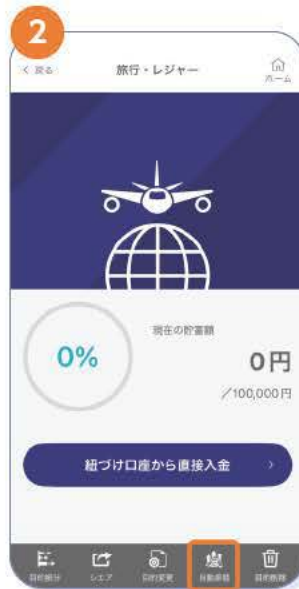 2
< 戻る 旅行・レジャー ホーム
0%
現在の貯蓄額
0円
/100,000円
紐づけ口座から直接入金 >
目的振分 シェア 目的変更 自動貯蓄 目的削除